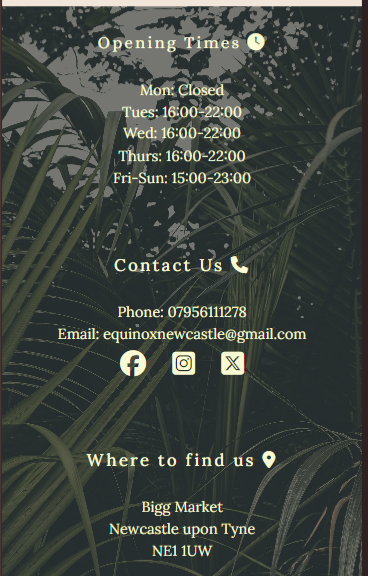 Opening Times
Mon: Closed
Tues: 16:00-22:00
Wed: 16:00-22:00
Thurs: 16:00-22:00
Fri-Sun: 15:00-23:00
Contact Us
Phone: 07956111278
Email: equinoxnewcastle@gmail.com
Where to find us
Bigg Market
Newcastle upon Tyne
NE1 1UW